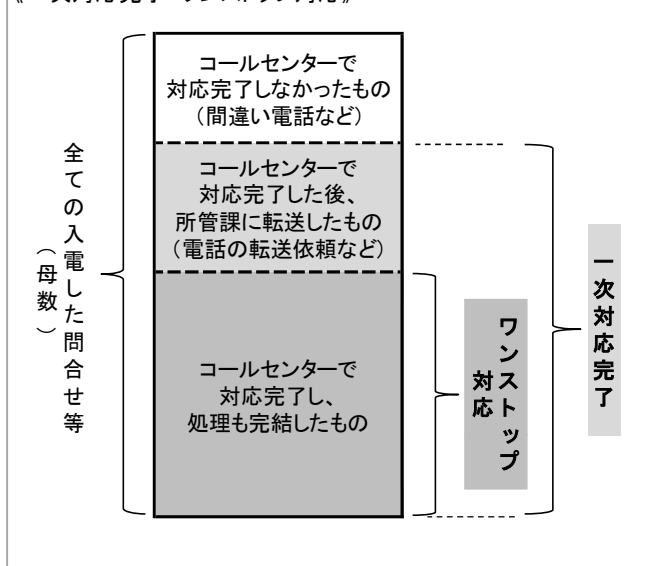 コールセンターで
対応完了しなかったもの
（間違い電話など）
コールセンターで
対応完了した後、
所管課に転送したもの
（電話の転送依頼など）
コールセンターで
対応完了し、
処理も完結したもの
全ての入電した問合せ等
（母数）
ワンストップ
対応
一次対応完了